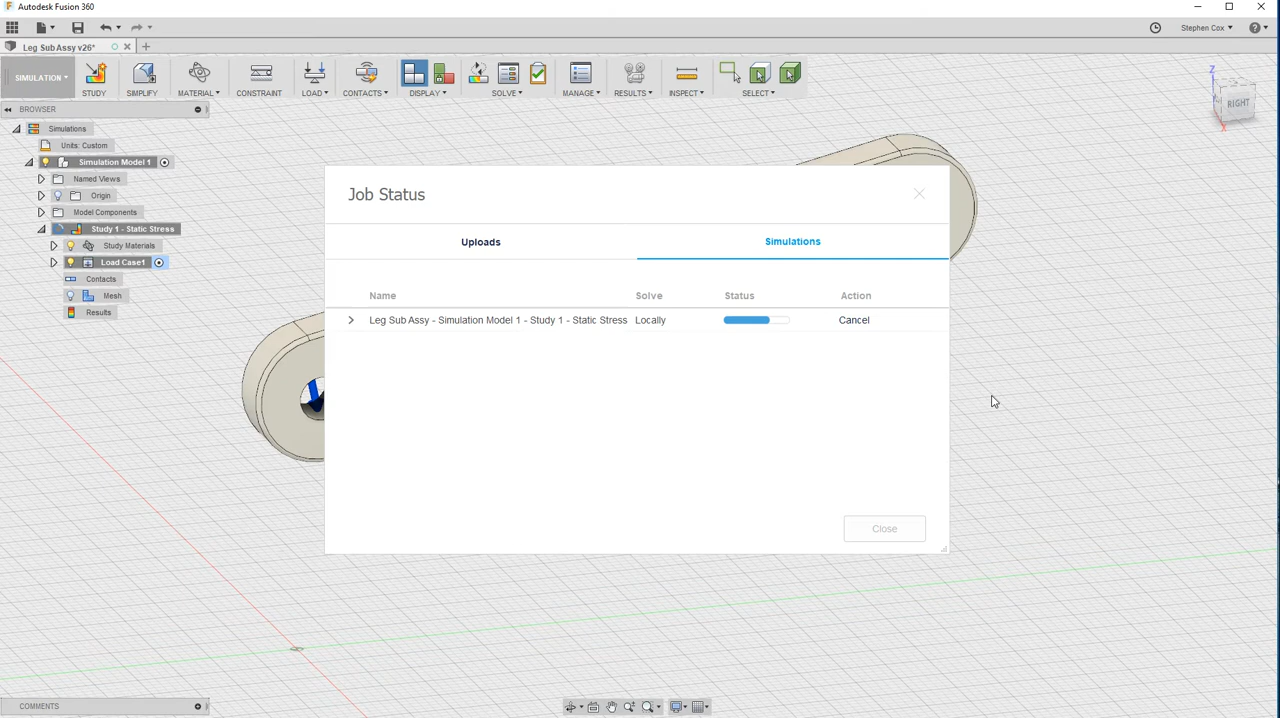 Autodesk Fusion 360
Stephen Cox
Leg Sub Assy v26*
SIMULATION
STUDY
SIMPLIFY
MATERIAL
CONSTRAINT
LOAD
CONTACTS
DISPLAY
SOLVE
MANAGE
RESULTS
INSPECT
SELECT
BROWSER
Simulations
Units: Custom
Simulation Model 1
Named Views
Origin
Model Components
Study 1 - Static Stress
Study Materials
Load Case1
Contacts
Mesh
Results
Z
RIGHT
X
Job Status
Uploads
Simulations
Name Solve Status Action
Leg Sub Assy - Simulation Model 1 - Study 1 - Static Stress Locally Cancel
Close
COMMENTS